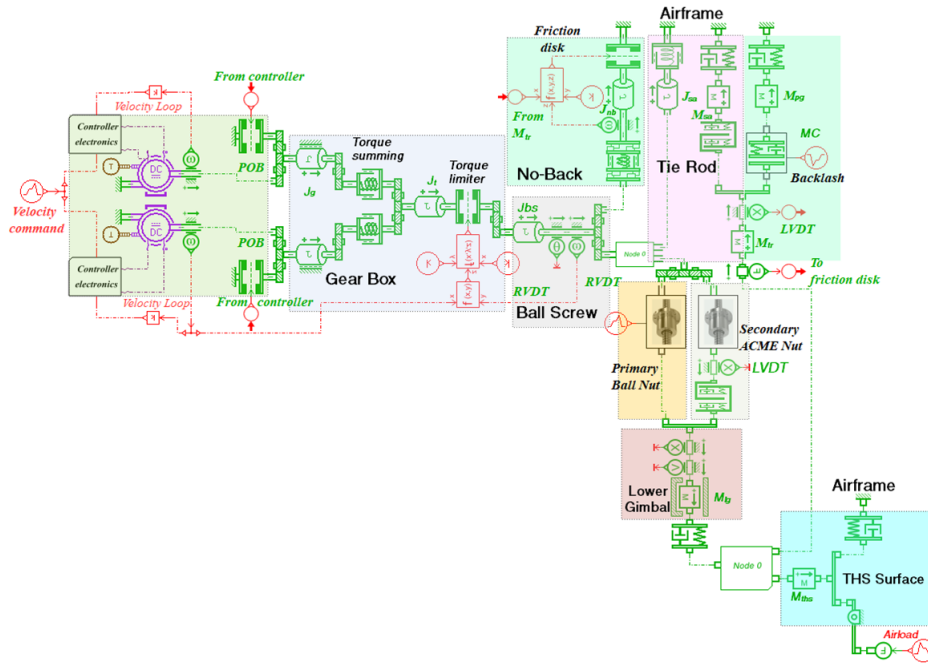 Airframe
Friction
disk
From controller
f(x,y,z)
x
y
z
K
From
Mtr
ω
Jnb
No-Back
Jsa
Msa
M
Tie Rod
Mpg
M
MC
Backlash
X
LVDT
Mtr
M
F
To
friction disk
K
Velocity Loop
Controller
electronics
T
DC
ω
POB
Velocity
command
T
DC
ω
POB
Controller
electronics
Velocity Loop
K
From controller
Torque
summing
Jg
Jt
Torque
limiter
K
K
f(x,y)
x
y
Gear Box
Jbs
θ
ω
RVDT
RVDT
Ball Screw
Node 0
Primary
Ball Nut
Secondary
ACME Nut
X
LVDT
X
V
Lower
Gimbal
M
Mlg
Node 0
Airframe
M
Mths
THS Surface
F
Airload